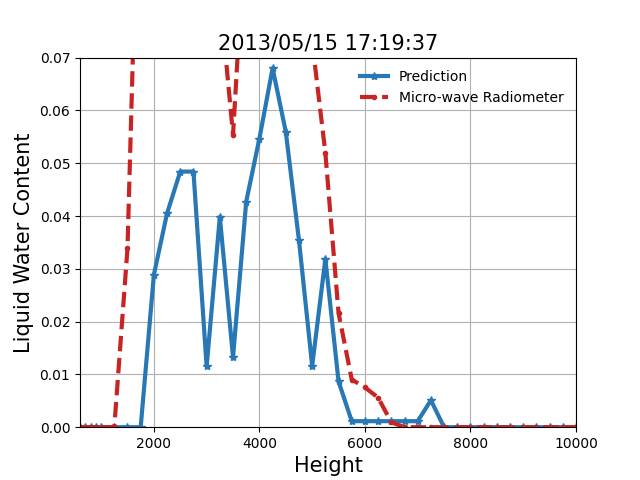 2013/05/15 17:19:37
0.07
0.06
0.05
0.04
0.03
0.02
0.01
0.00
Liquid Water Content
Prediction
Micro-wave Radiometer
2000 4000 6000 8000 10000
Height